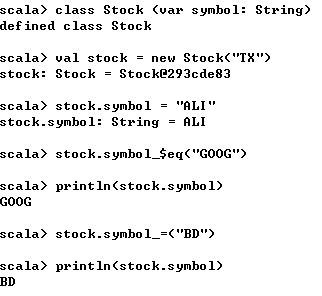 scala> class Stock (var symbol: String)
defined class Stock
scala> val stock = new Stock("TX")
stock: Stock = Stock@293cde83
scala> stock.symbol = "ALI"
stock.symbol: String = ALI
scala> stock.symbol_$eq("GOOG")
scala> println(stock.symbol)
GOOG
scala> stock.symbol_=("BD")
scala> println(stock.symbol)
BD